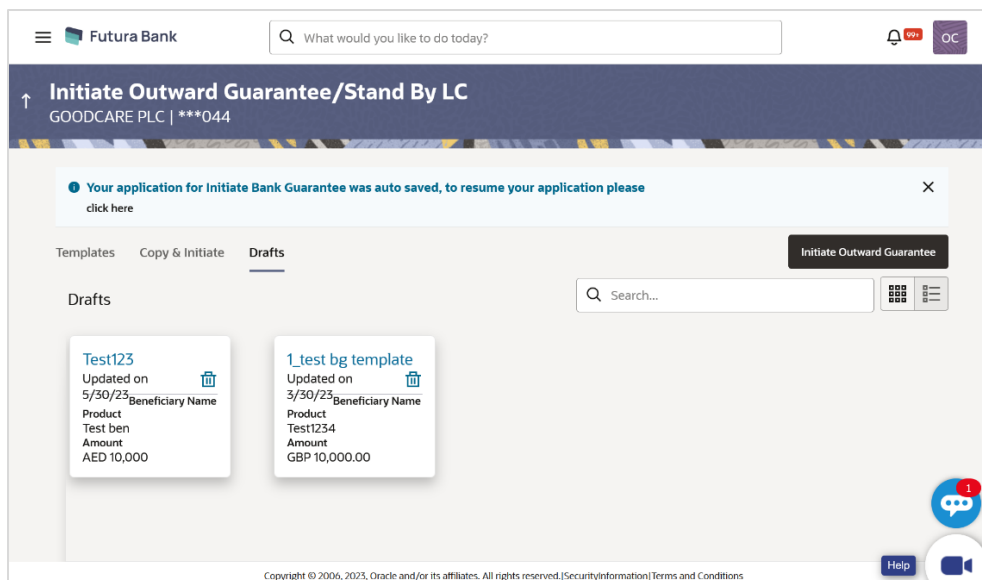 Futura Bank
What would you like to do today?
99+
OC
Initiate Outward Guarantee/Stand By LC
GOODCARE PLC | ***044
Your application for Initiate Bank Guarantee was auto saved, to resume your application please
click here
Templates Copy & Initiate Drafts
Initiate Outward Guarantee
Drafts
Search...
Test123
Updated on
5/30/23
Beneficiary Name
Product
Test ben
Amount
AED 10,000
1_test bg template
Updated on
3/30/23
Beneficiary Name
Product
Test1234
Amount
GBP 10,000.00
1
Help
Copyright © 2006, 2023, Oracle and/or its affiliates. All rights reserved.|SecurityInformation|Terms and Conditions